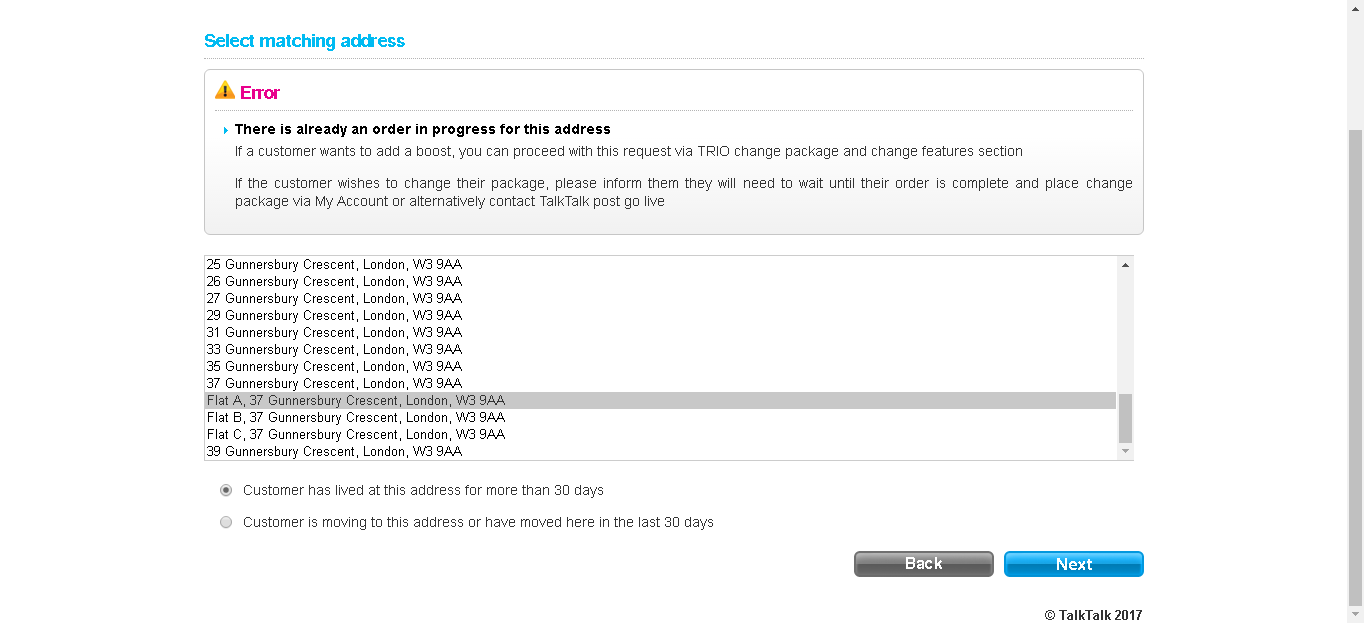 Select matching address
Error
There is already an order in progress for this address
If a customer wants to add a boost, you can proceed with this request via TRIO change package and change features section
If the customer wishes to change their package, please inform them they will need to wait until their order is complete and place change
package via My Account or alternatively contact TalkTalk post go live
25 Gunnersbury Crescent, London, W3 9AA
26 Gunnersbury Crescent, London, W3 9AA
27 Gunnersbury Crescent, London, W3 9AA
29 Gunnersbury Crescent, London, W3 9AA
31 Gunnersbury Crescent, London, W3 9AA
33 Gunnersbury Crescent, London, W3 9AA
35 Gunnersbury Crescent, London, W3 9AA
37 Gunnersbury Crescent, London, W3 9AA
Flat A, 37 Gunnersbury Crescent, London, W3 9AA
Flat B, 37 Gunnersbury Crescent, London, W3 9AA
Flat C, 37 Gunnersbury Crescent, London, W3 9AA
39 Gunnersbury Crescent, London, W3 9AA
Customer has lived at this address for more than 30 days
Customer is moving to this address or have moved here in the last 30 days
Back Next
© TalkTalk 2017